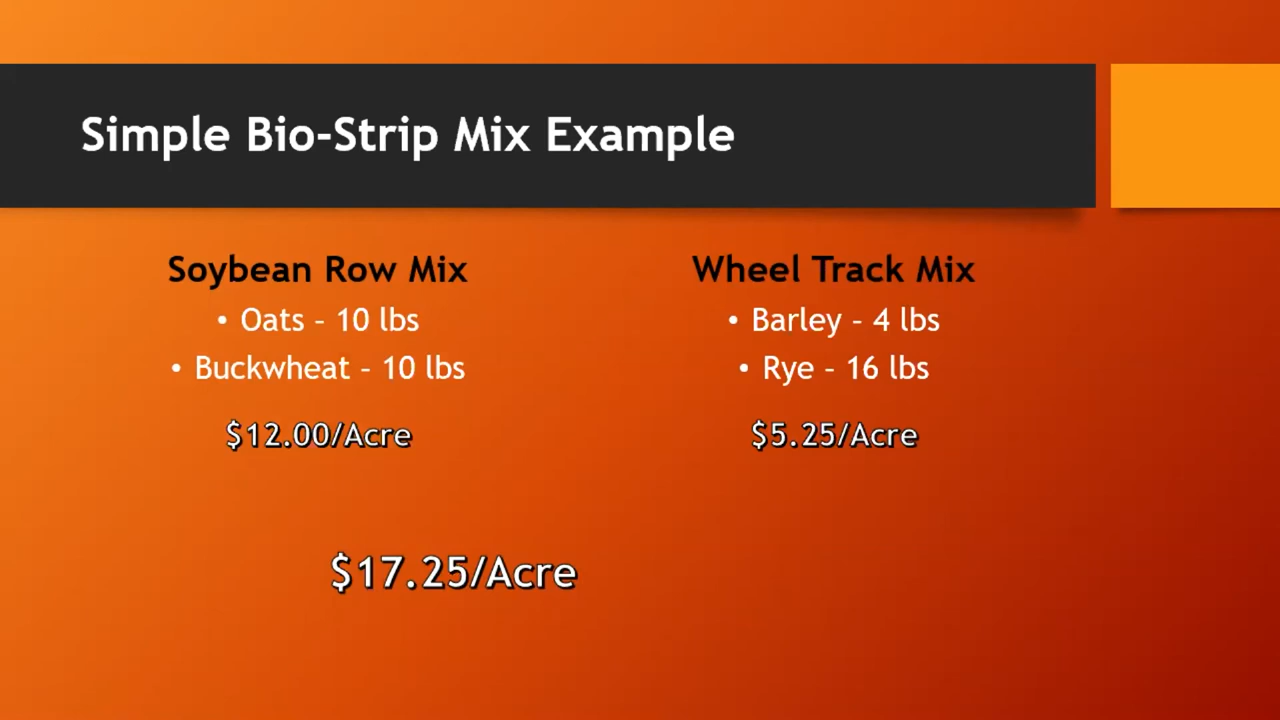 Simple Bio-Strip Mix Example
Soybean Row Mix
• Oats – 10 lbs
• Buckwheat – 10 lbs
$12.00/Acre
Wheel Track Mix
• Barley – 4 lbs
• Rye – 16 lbs
$5.25/Acre
$17.25/Acre